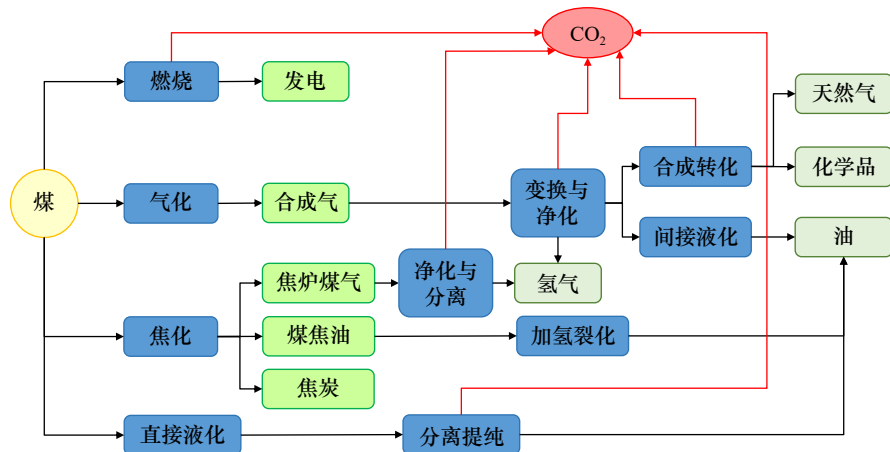 CO2
燃烧
发电
天然气
煤
气化
合成气
变换与
净化
合成转化
化学品
间接液化
油
焦炉煤气
净化与
分离
氢气
焦化
煤焦油
加氢裂化
焦炭
直接液化
分离提纯